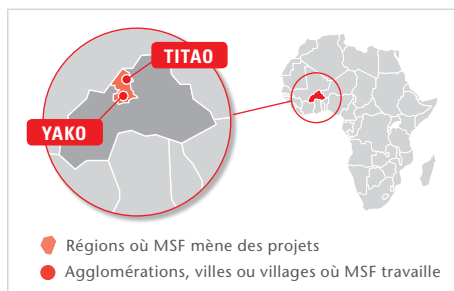 TITAO
YAKO
Régions où MSF mène des projets
Agglomérations, villes ou villages où MSF travaille